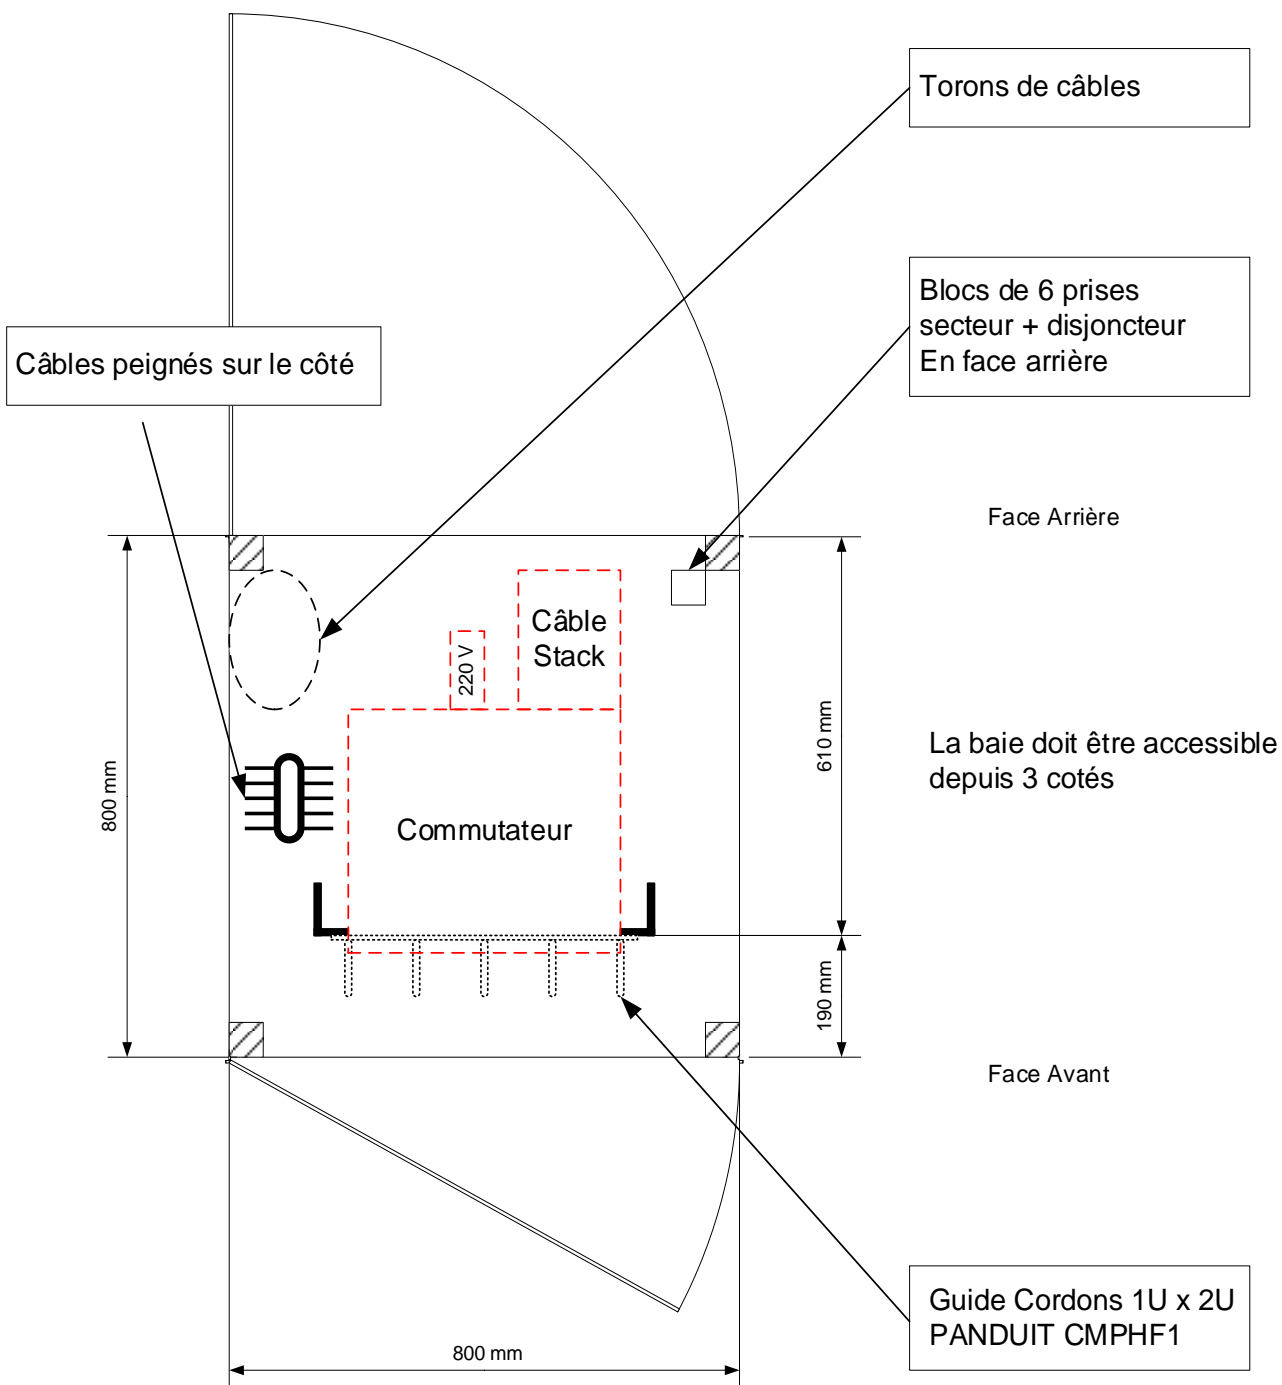 Torons de câbles
Blocs de 6 prises
secteur + disjoncteur
En face arrière
Câbles peignés sur le côté
Face Arrière
Câble
Stack
220 V
610 mm
La baie doit être accessible
depuis 3 cotés
800 mm
Commutateur
190 mm
Face Avant
Guide Cordons 1U x 2U
PANDUIT CMPHF1
800 mm